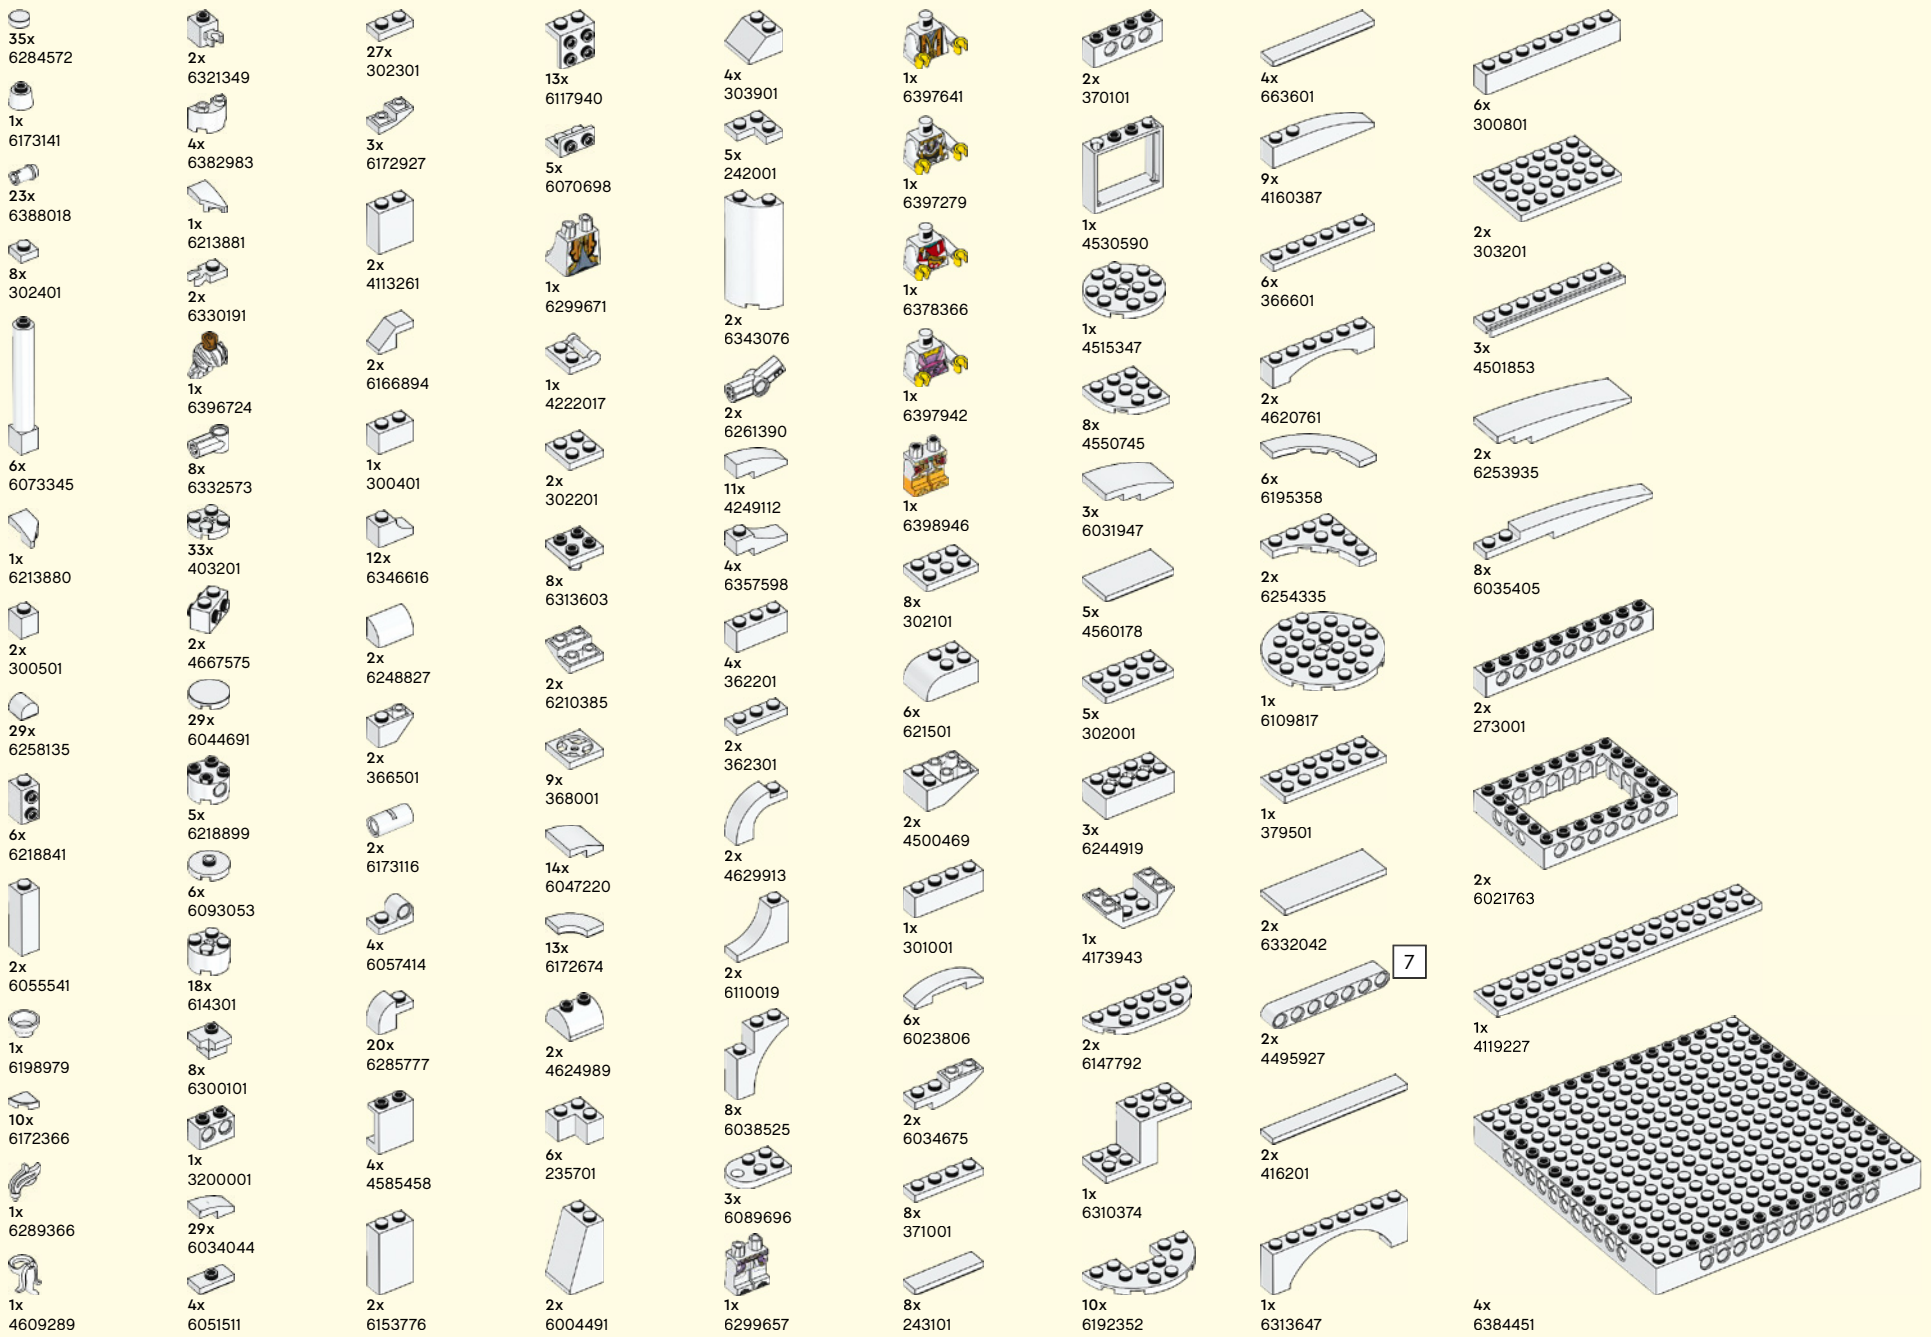 35x
6284572
1x
6173141
23x
6388018
8x
302401
6x
6073345
1x
6213880
2x
300501
29x
6258135
6x
6218841
2x
6055541
1x
6198979
10x
6172366
1x
6289366
1x
4609289
2x
6321349
4x
6382983
1x
6213881
2x
6330191
1x
6396724
8x
6332573
33x
403201
2x
4667575
29x
6044691
5x
6218899
6x
6093053
18x
614301
8x
6300101
1x
3200001
29x
6034044
4x
6051511
27x
302301
3x
6172927
2x
4113261
2x
6166894
1x
300401
12x
6346616
2x
6248827
2x
366501
2x
6173116
4x
6057414
20x
6285777
4x
4585458
2x
6153776
13x
6117940
5x
6070698
1x
6299671
1x
4222017
2x
302201
8x
6313603
2x
6210385
9x
368001
14x
6047220
13x
6172674
2x
4624989
6x
235701
2x
6004491
4x
303901
5x
242001
2x
6343076
2x
6261390
11x
4249112
4x
6357598
4x
362201
2x
362301
2x
4629913
2x
6110019
8x
6038525
3x
6089696
1x
6299657
1x
6397641
1x
6397279
1x
6378366
1x
6397942
1x
6398946
8x
302101
6x
621501
2x
4500469
1x
301001
6x
6023806
2x
6034675
8x
371001
8x
243101
2x
370101
1x
4530590
1x
4515347
8x
4550745
3x
6031947
5x
4560178
5x
302001
3x
6244919
1x
4173943
2x
6147792
1x
6310374
10x
6192352
4x
663601
9x
4160387
6x
366601
2x
4620761
6x
6195358
2x
6254335
1x
6109817
1x
379501
2x
6332042
7
2x
4495927
2x
416201
1x
6313647
6x
300801
2x
303201
3x
4501853
2x
6253935
8x
6035405
2x
273001
2x
6021763
1x
4119227
4x
6384451